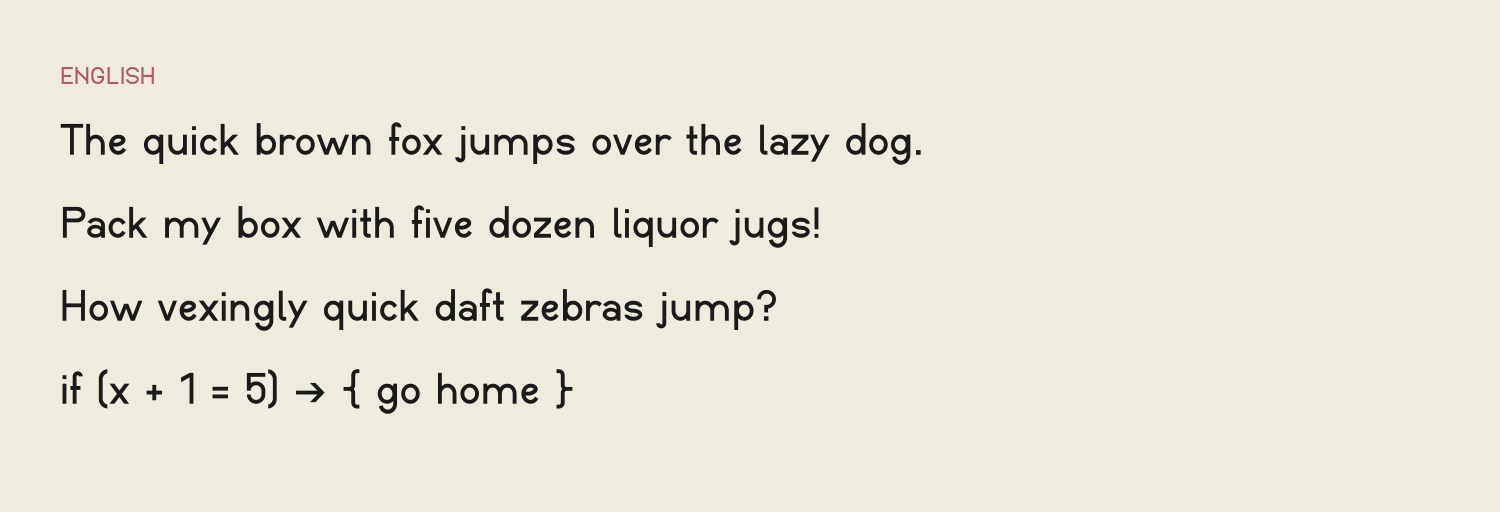 ENGLISH
The quick brown fox jumps over the lazy dog.
Pack my box with five dozen liquor jugs!
How vexingly quick daft zebras jump?
if (x + 1 = 5) → { go home }